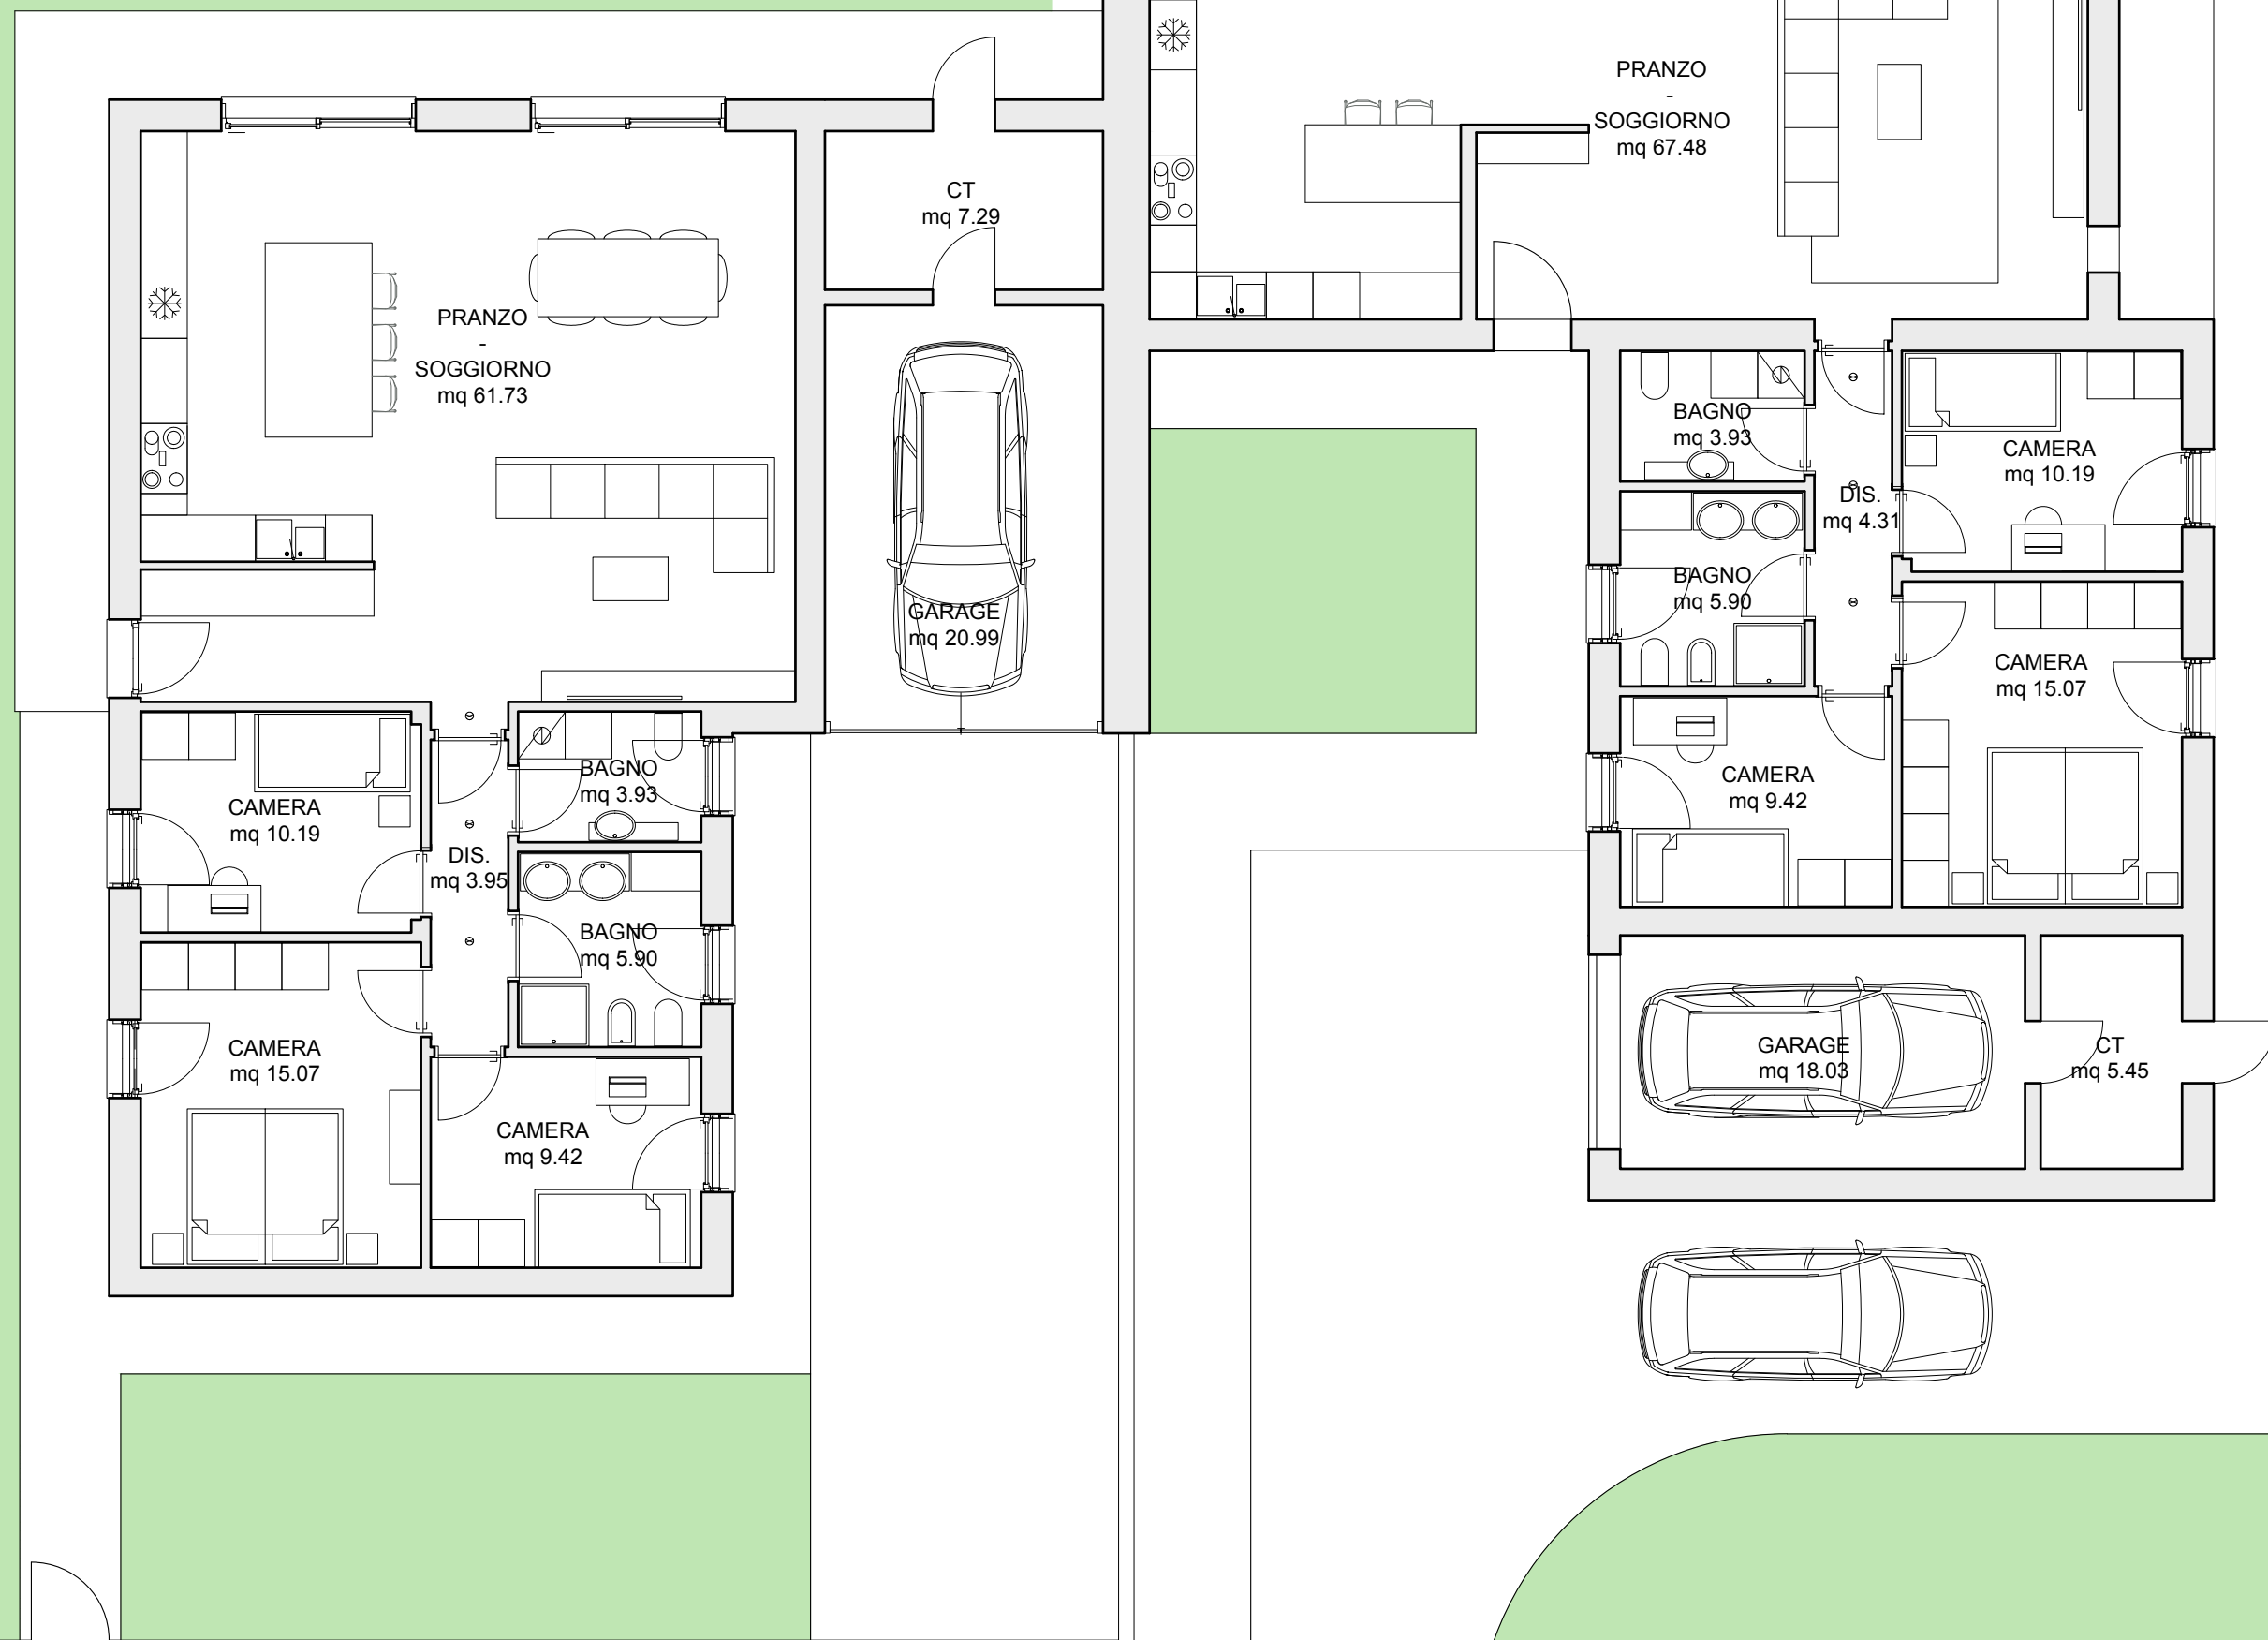 PRANZO
-
SOGGIORNO
mq 61.73
CT
mq 7.29
GARAGE
mq 20.99
CAMERA
mq 10.19
DIS.
mq 3.95
BAGNO
mq 3.93
BAGNO
mq 5.90
CAMERA
mq 15.07
CAMERA
mq 9.42
PRANZO
-
SOGGIORNO
mq 67.48
BAGNO
mq 3.93
DIS.
mq 4.31
CAMERA
mq 10.19
BAGNO
mq 5.90
CAMERA
mq 15.07
CAMERA
mq 9.42
GARAGE
mq 18.03
CT
mq 5.45